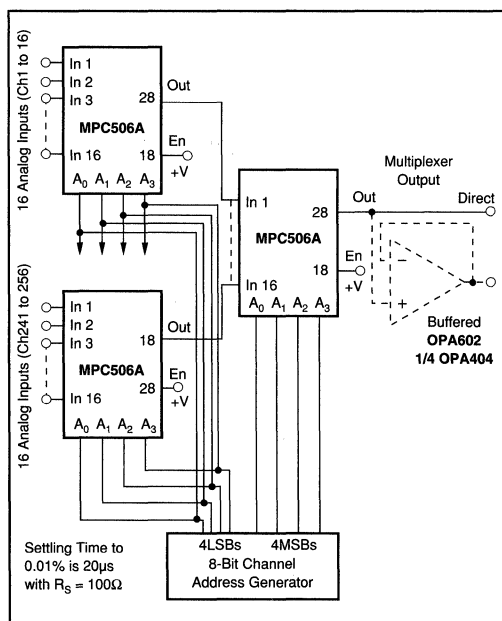 16 Analog Inputs (Ch1 to 16)
In 1
In 2
In 3
In 16
28
Out
MPC506A
18
En
+V
A0 A1 A2 A3
16 Analog Inputs (Ch241 to 256)
In 1
In 2
In 3
In 16
18
Out
MPC506A
28
En
+V
A0 A1 A2 A3
In 1
In 16
28
Out
MPC506A
18
En
+V
A0 A1 A2 A3
Multiplexer
Output
Direct
−
+
Buffered
OPA602
1/4 OPA404
4LSBs 4MSBs
8-Bit Channel
Address Generator
Settling Time to
0.01% is 20µs
with RS = 100Ω